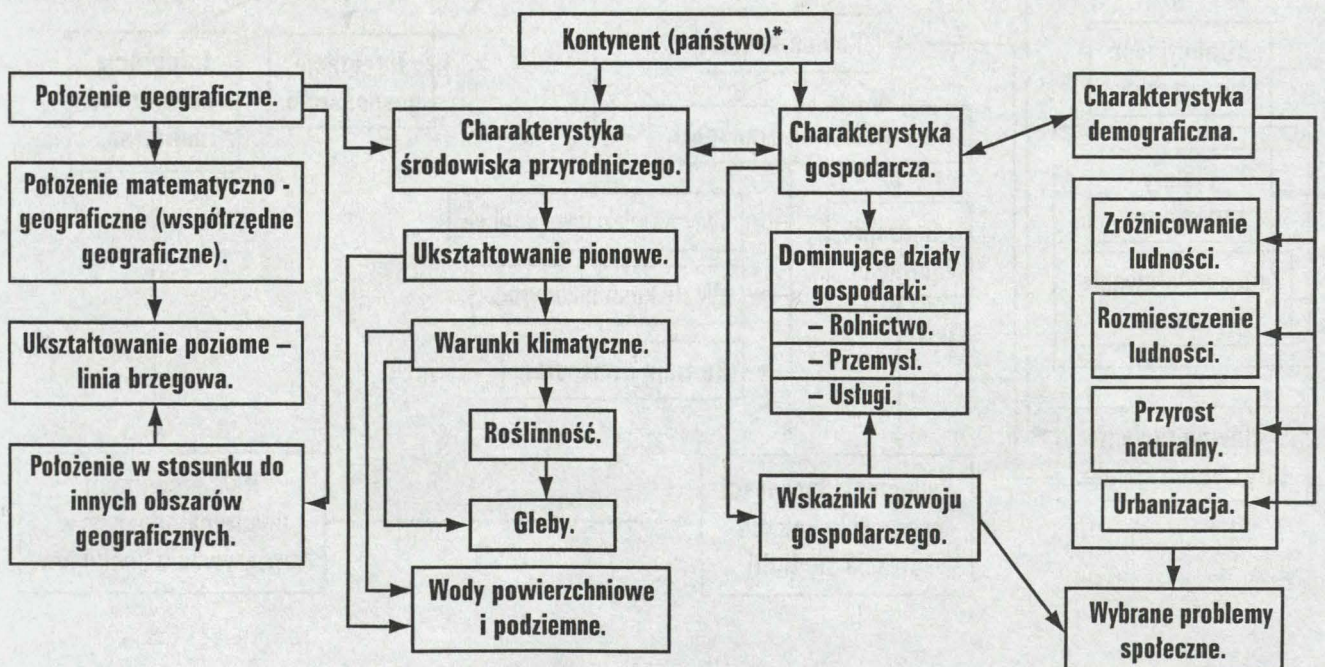 Kontynent (państwo)*.
Położenie geograficzne.
Położenie matematyczno -
geograficzne (współrzędne
geograficzne).
Ukształtowanie poziome –
linia brzegowa.
Położenie w stosunku do
innych obszarów
geograficznych.
Charakterystyka
środowiska przyrodniczego.
Ukształtowanie pionowe.
Warunki klimatyczne.
Roślinność.
Gleby.
Wody powierzchniowe
i podziemne.
Charakterystyka
gospodarcza.
Dominujące działy
gospodarki:
– Rolnictwo.
– Przemysł.
– Usługi.
Wskaźniki rozwoju
gospodarczego.
Charakterystyka
demograficzna.
Zróżnicowanie
ludności.
Rozmieszczenie
ludności.
Przyrost
naturalny.
Urbanizacja.
Wybrane problemy
społeczne.